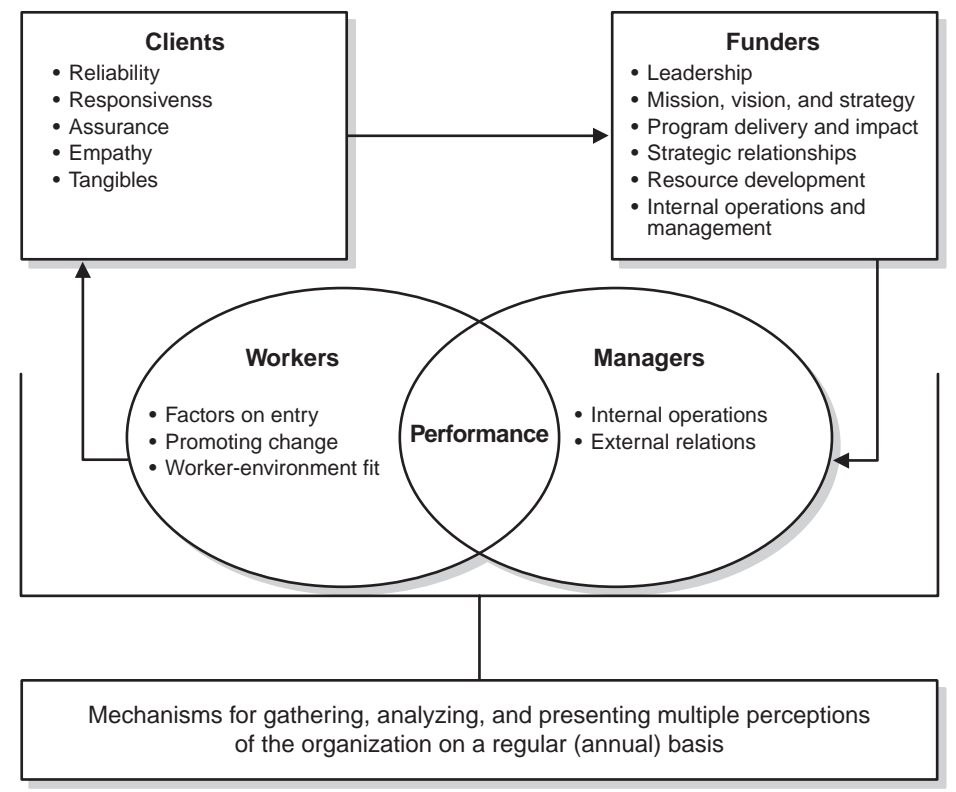 Clients
• Reliability
• Responsivenss
• Assurance
• Empathy
• Tangibles
Funders
• Leadership
• Mission, vision, and strategy
• Program delivery and impact
• Strategic relationships
• Resource development
• Internal operations and
management
Workers
• Factors on entry
• Promoting change
• Worker-environment fit
Performance
Managers
• Internal operations
• External relations
Mechanisms for gathering, analyzing, and presenting multiple perceptions
of the organization on a regular (annual) basis